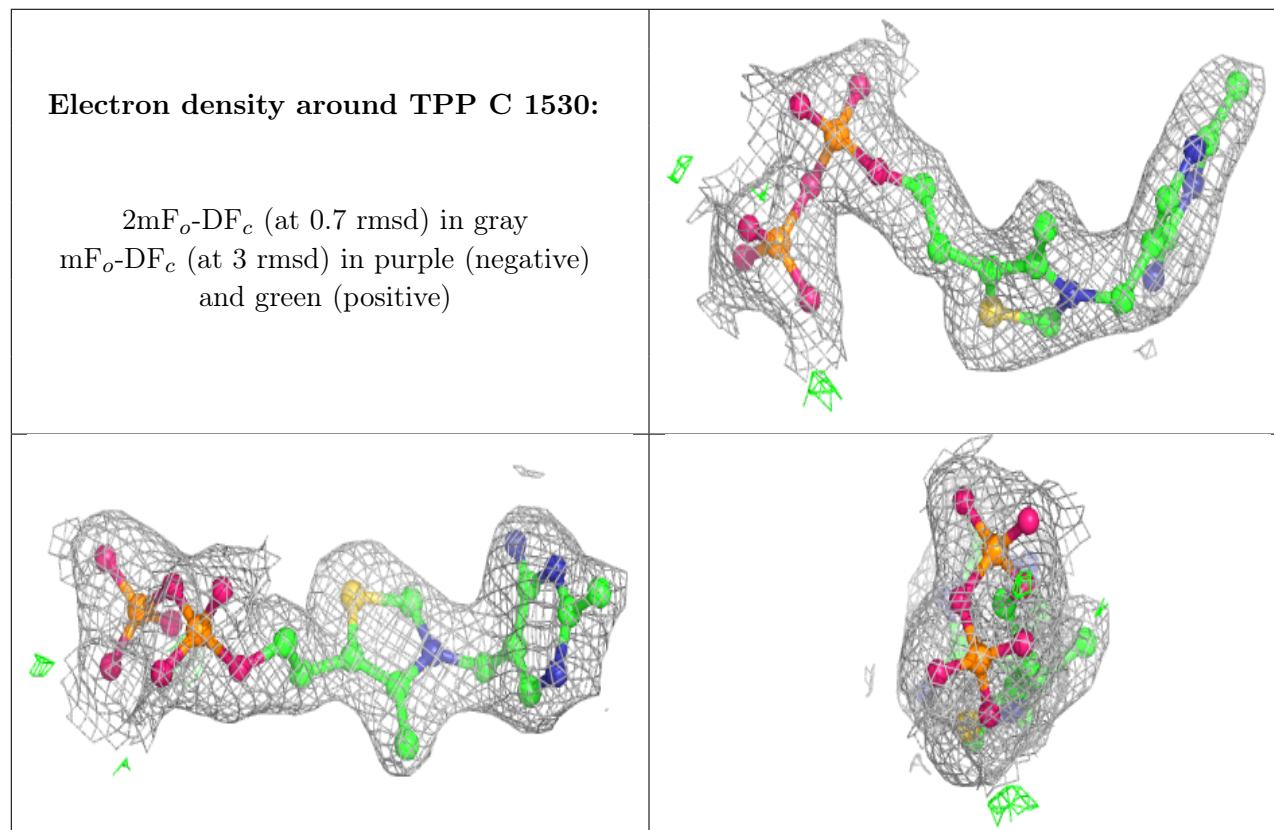 Electron density around TPP C 1530:
2mFo-DFc (at 0.7 rmsd) in gray
mFo-DFc (at 3 rmsd) in purple (negative)
and green (positive)